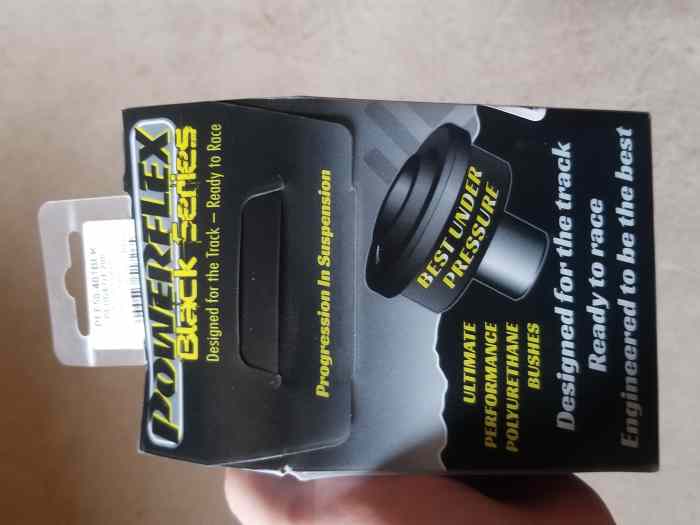 POWERFLEX
Black Series
Designed for the Track – Ready to Race
Progression In Suspension
BEST UNDER
PRESSURE
ULTIMATE
PERFORMANCE
POLYURETHANE
BUSHES
Designed for the track
Ready to race
Engineered to be the best